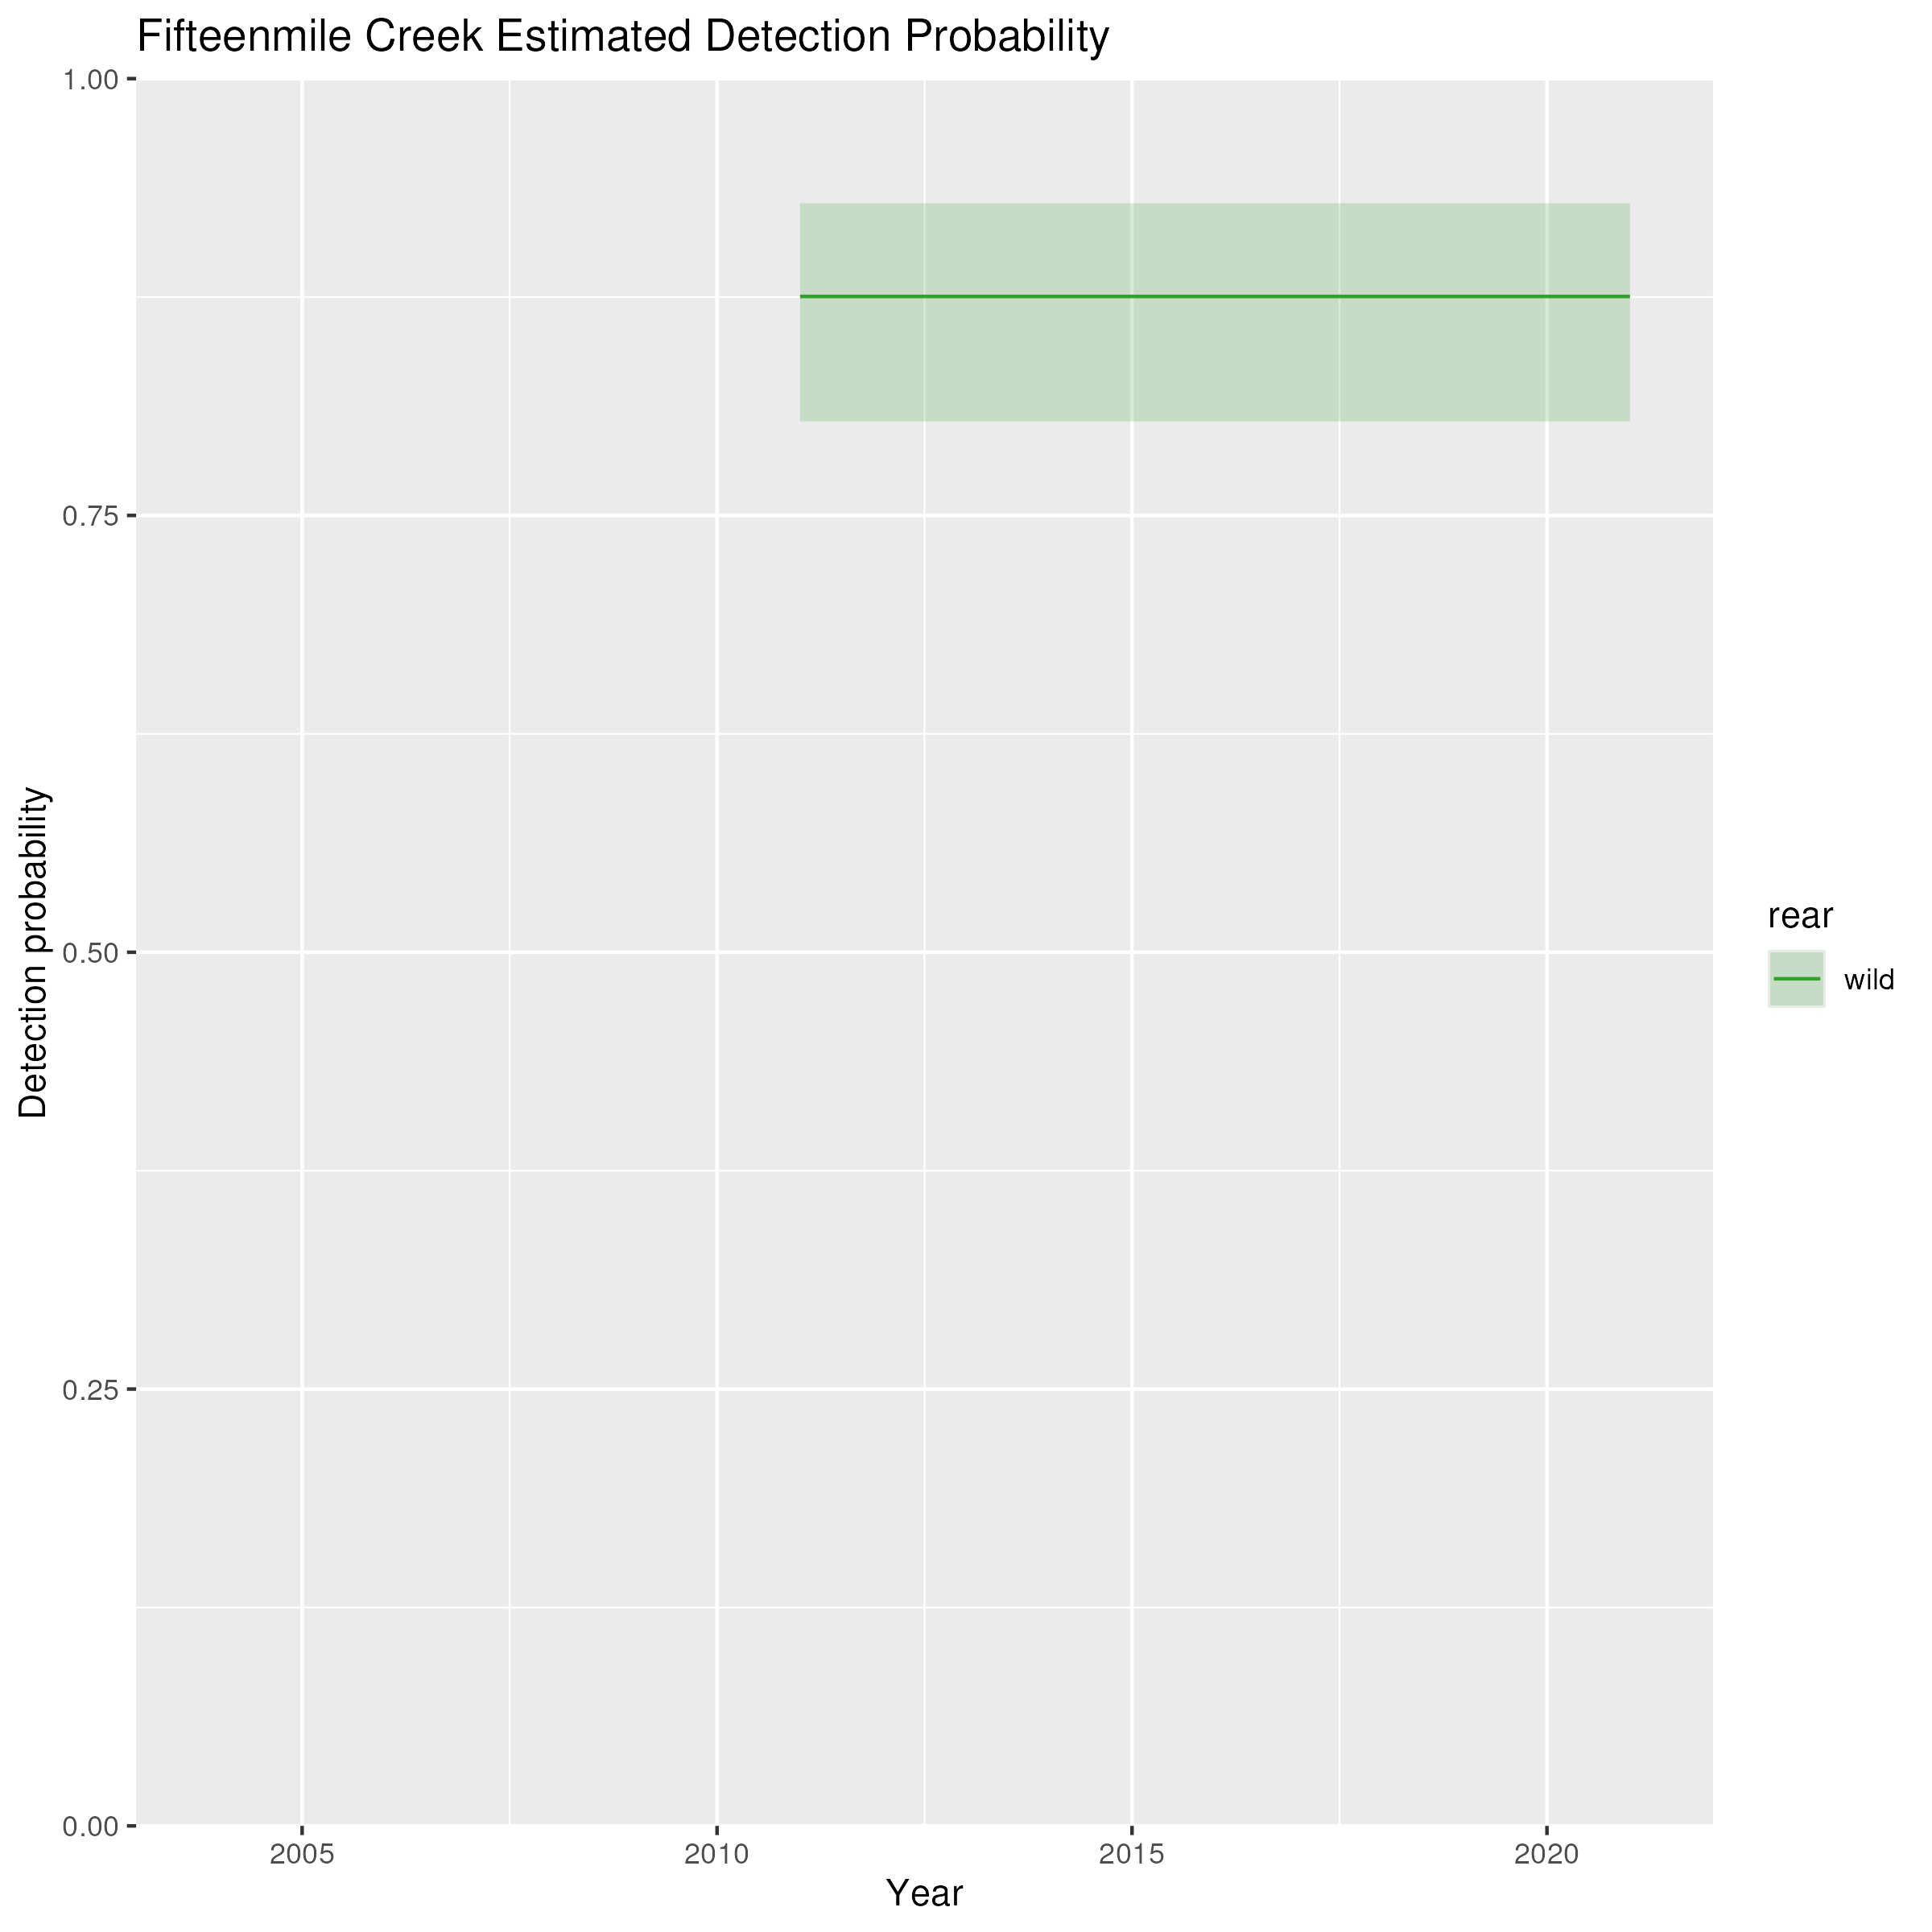 Fifteenmile Creek Estimated Detection Probability
1.00
0.75
0.50
0.25
0.00
Detection probability
2005 2010 2015 2020
Year
rear
wild